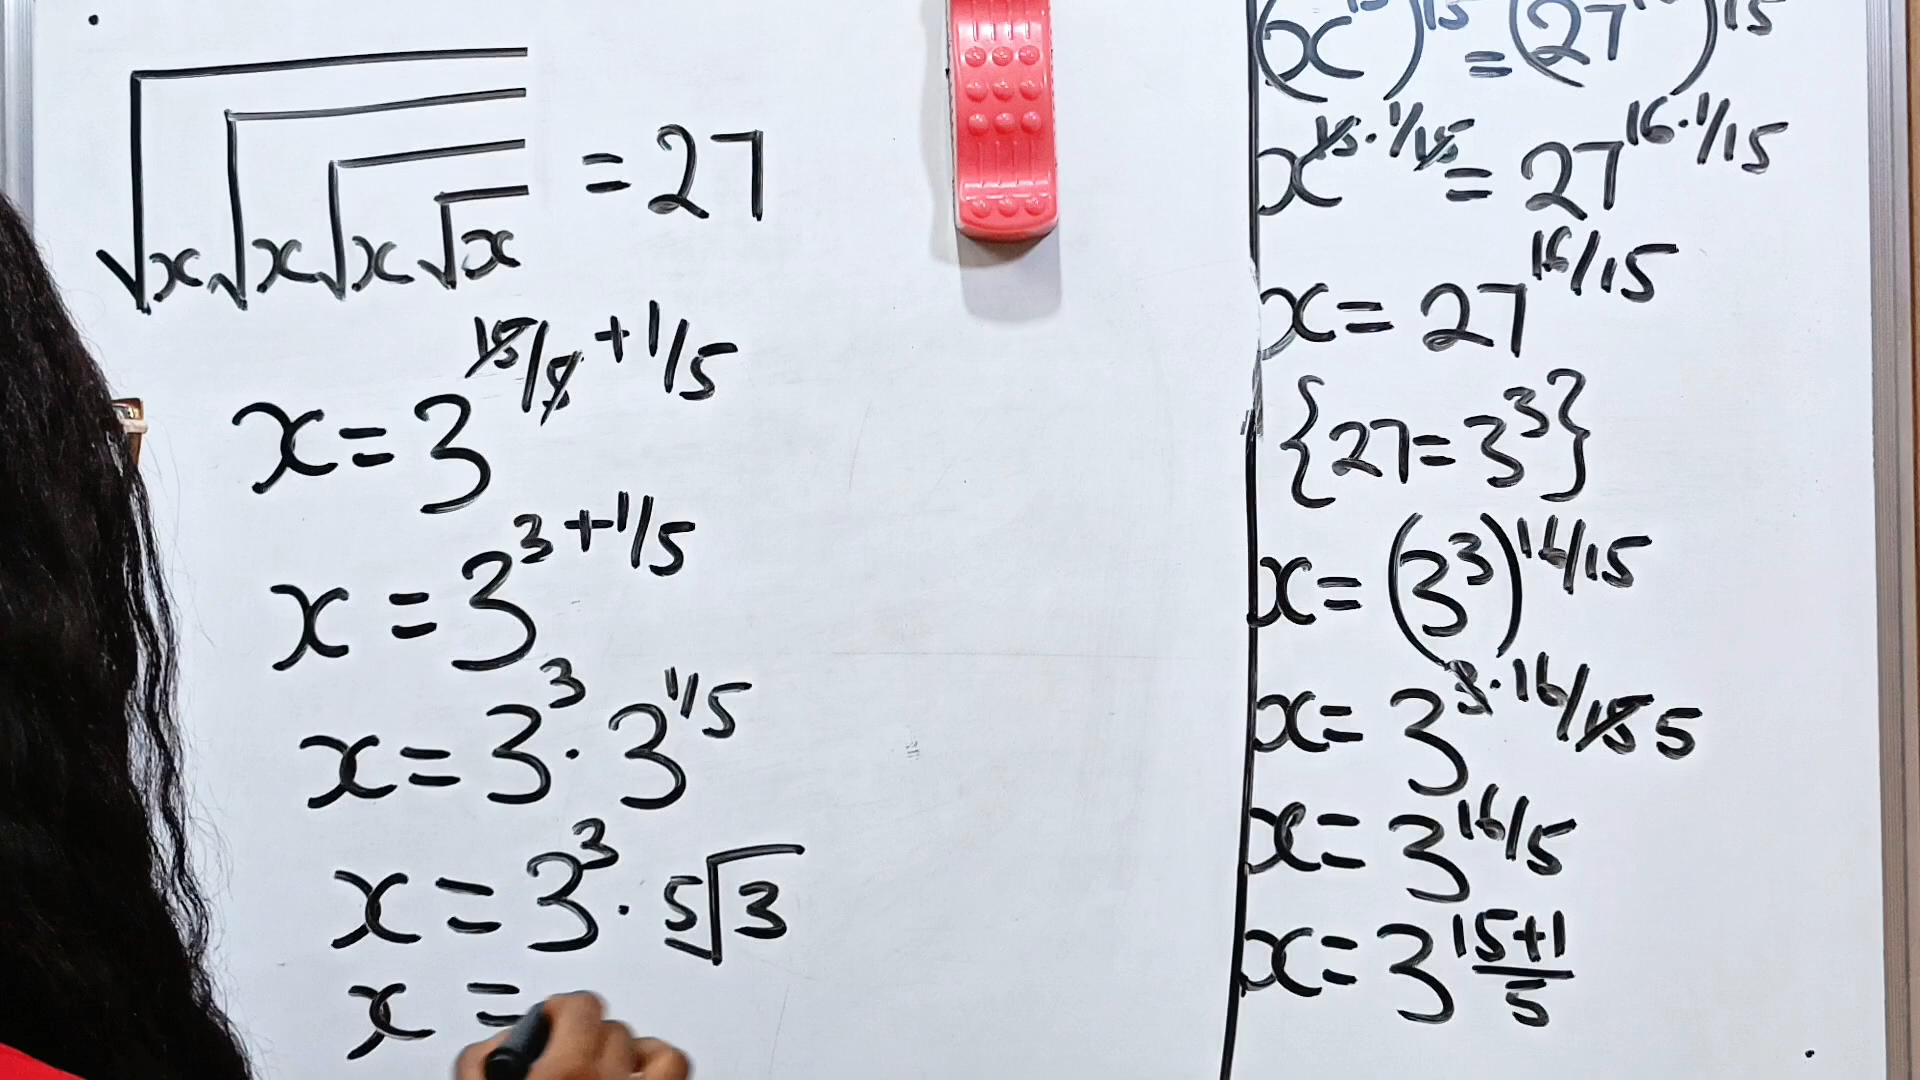 √(x√(x√(x√x))) = 27
x = 3^(15/5 + 1/5)
x = 3^(3 + 1/5)
x = 3^3 · 3^(1/5)
x = 3^3 · ⁵√3
x =
(x^15)^1/15 = (27^16)^1/15
x^(15·1/15) = 27^(16·1/15)
x = 27^(16/15)
{27 = 3^3}
x = (3^3)^(16/15)
x = 3^(3·16/15 5)
x = 3^(16/5)
x = 3^((15+1)/5)